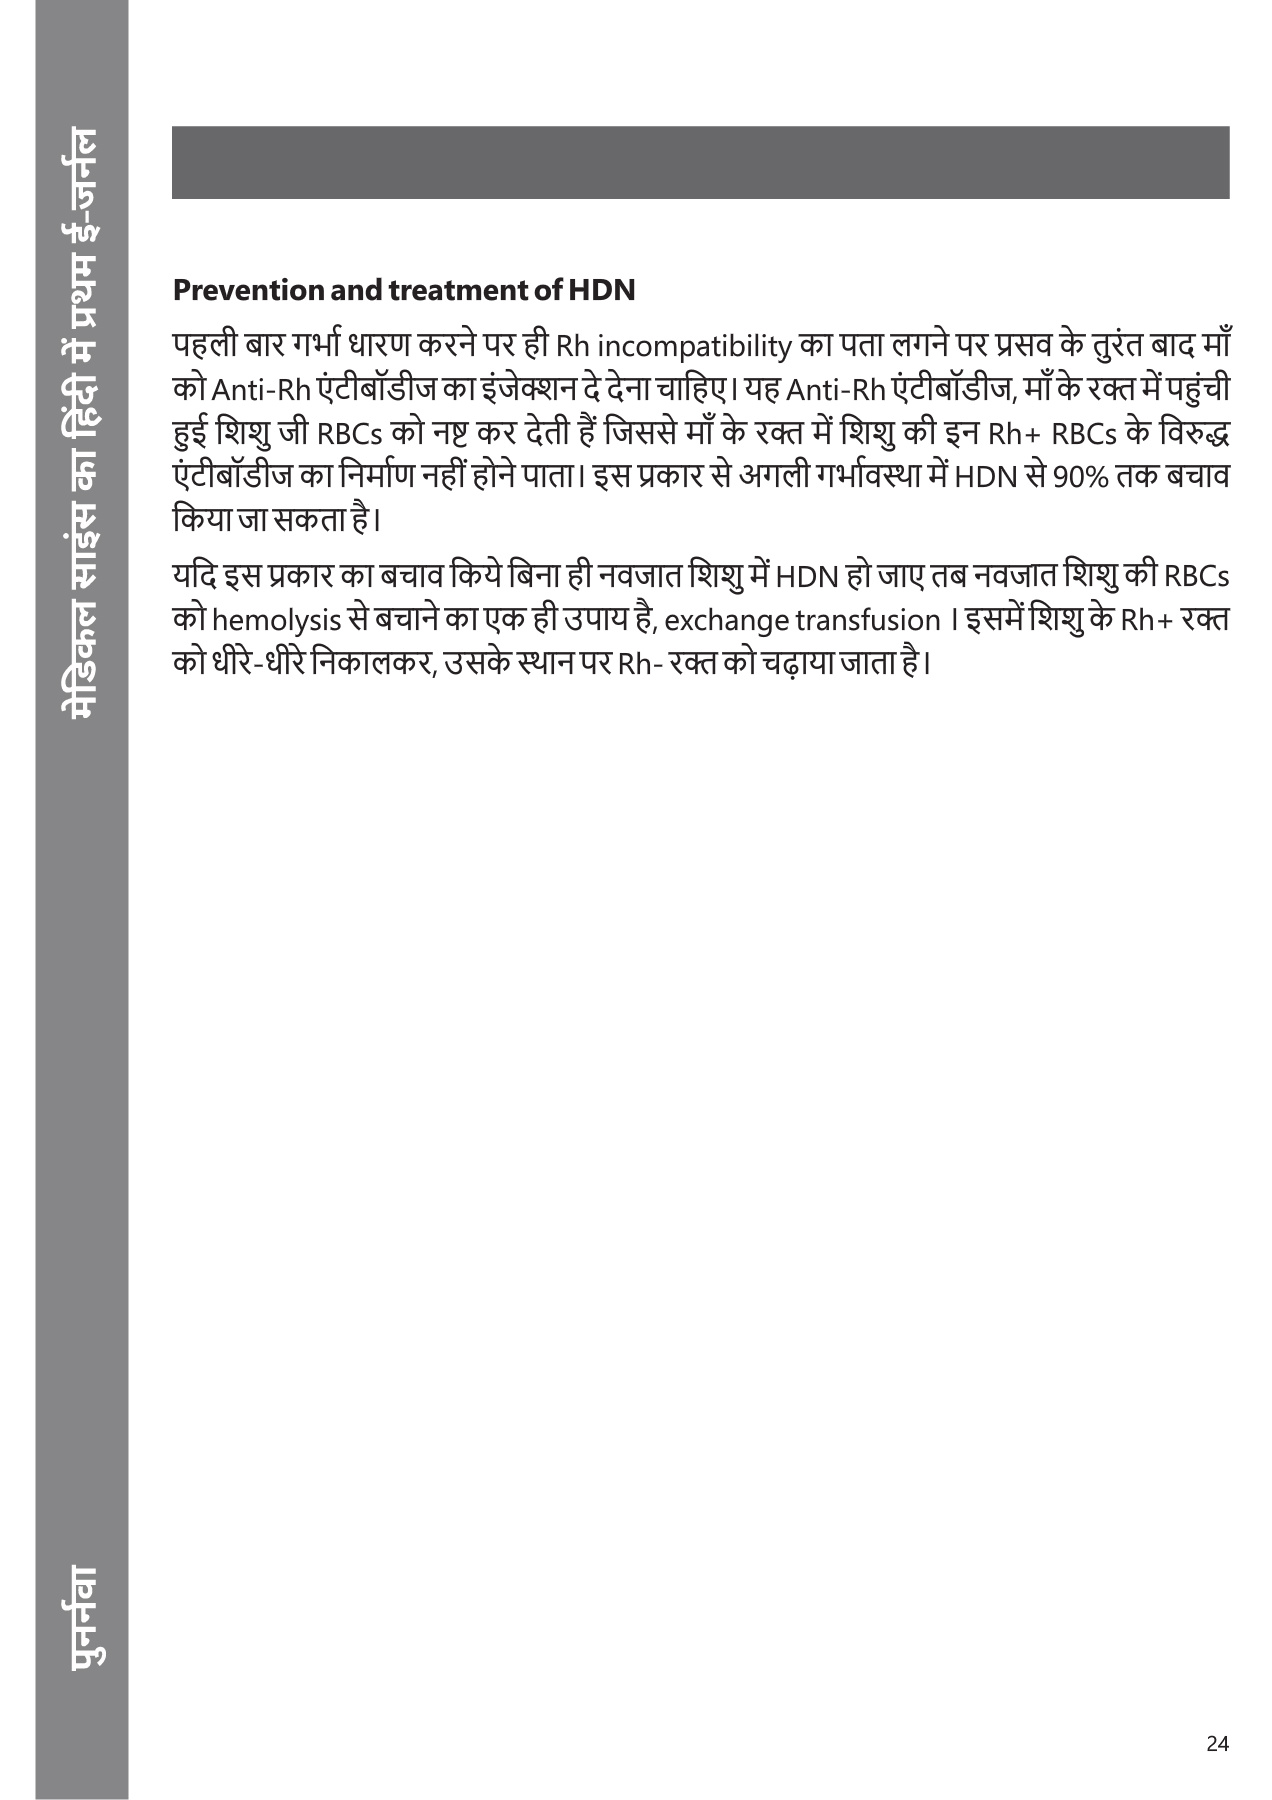 मेडिकल साइंस का हिंदी में प्रथम ई-जर्नल
पुनर्नवा
Prevention and treatment of HDN
पहली बार गर्भा धारण करने पर ही Rh incompatibility का पता लगने पर प्रसव के तुरंत बाद माँ
को Anti-Rh एंटीबॉडीज का इंजेक्शन दे देना चाहिए। यह Anti-Rh एंटीबॉडीज, माँ के रक्त में पहुंची
हुई शिशु जी RBCs को नष्ट कर देती हैं जिससे माँ के रक्त में शिशु की इन Rh+ RBCs के विरुद्ध
एंटीबॉडीज का निर्माण नहीं होने पाता। इस प्रकार से अगली गर्भावस्था में HDN से 90% तक बचाव
किया जा सकता है।
यदि इस प्रकार का बचाव किये बिना ही नवजात शिशु में HDN हो जाए तब नवजात शिशु की RBCs
को hemolysis से बचाने का एक ही उपाय है, exchange transfusion । इसमें शिशु के Rh+ रक्त
को धीरे-धीरे निकालकर, उसके स्थान पर Rh- रक्त को चढ़ाया जाता है।
24